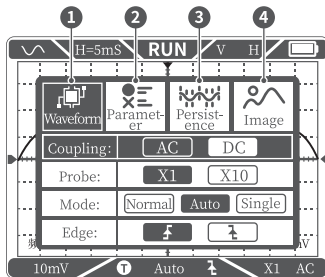 1 2 3 4
H=5mS RUN V H
Waveform Paramet-er Persist-ence Image
Coupling: AC DC
Probe: X1 X10
Mode: Normal Auto Single
Edge:
頻
10mV T Auto X1 AC